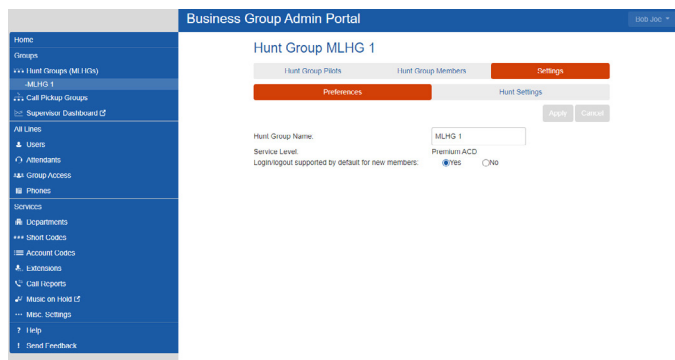 Business Group Admin Portal
Bob Joe
Home
Groups
Hunt Groups (MLHGs)
-MLHG 1
Call Pickup Groups
Supervisor Dashboard
All Lines
Users
Attendants
Group Access
Phones
Services
Departments
Short Codes
Account Codes
Extensions
Call Reports
Music on Hold
Misc. Settings
Help
Send Feedback
Hunt Group MLHG 1
Hunt Group Pilots Hunt Group Members Settings
Preferences Hunt Settings
Apply Cancel
Hunt Group Name: MLHG 1
Service Level: Premium ACD
Login/logout supported by default for new members: Yes No